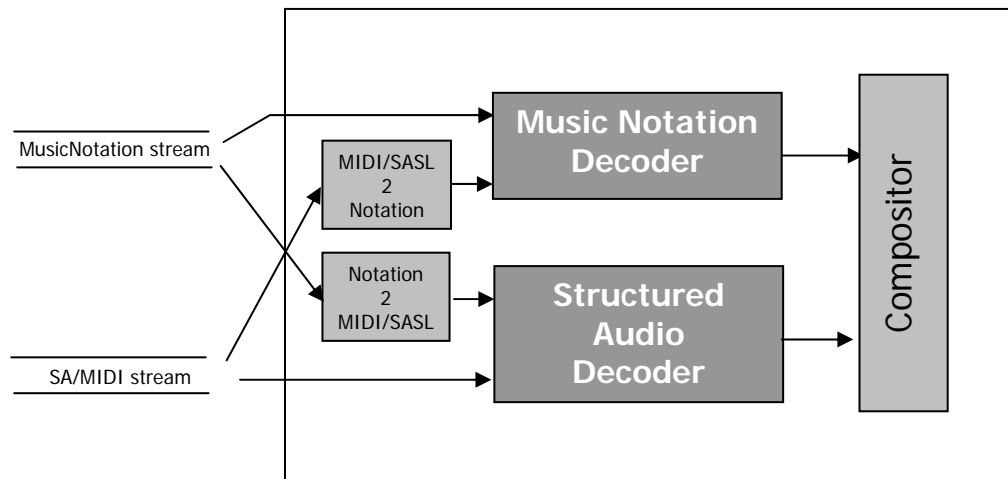 MusicNotation stream
MIDI/SASL
2
Notation
Music Notation
Decoder
Notation
2
MIDI/SASL
Structured
Audio
Decoder
SA/MIDI stream
Compositor